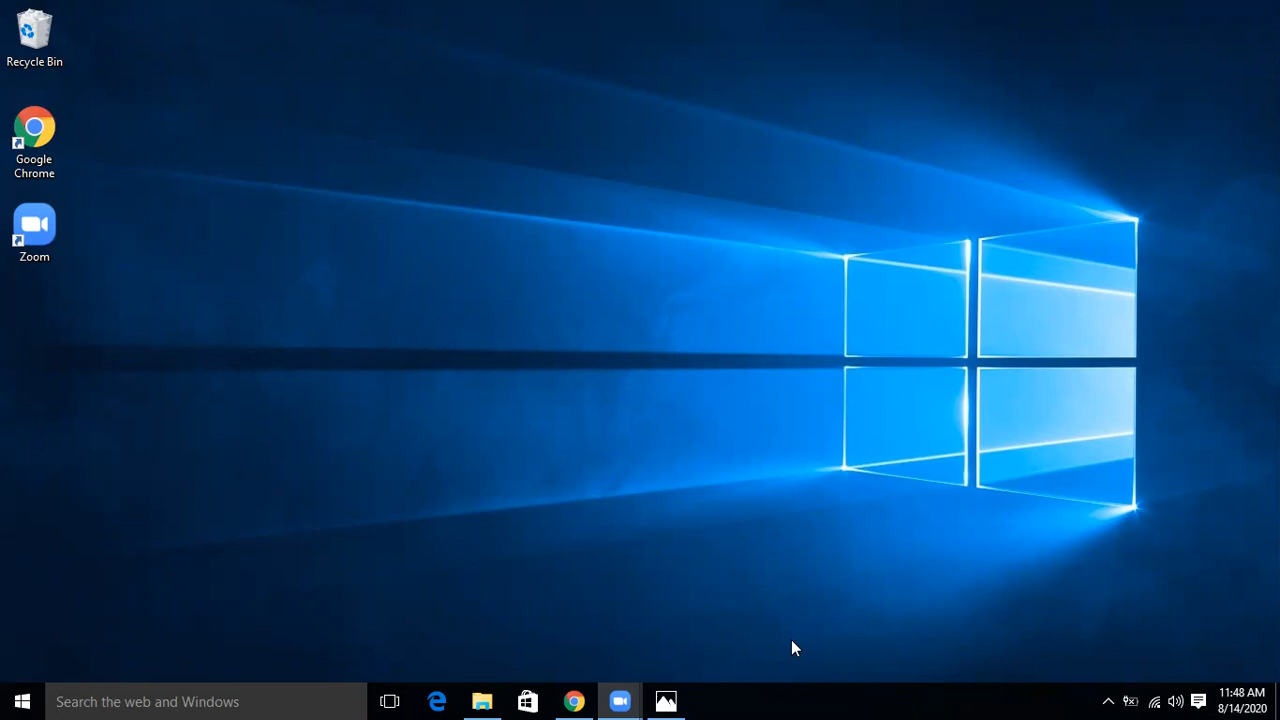 Recycle Bin
Google
Chrome
Zoom
Search the web and Windows
11:48 AM
8/14/2020